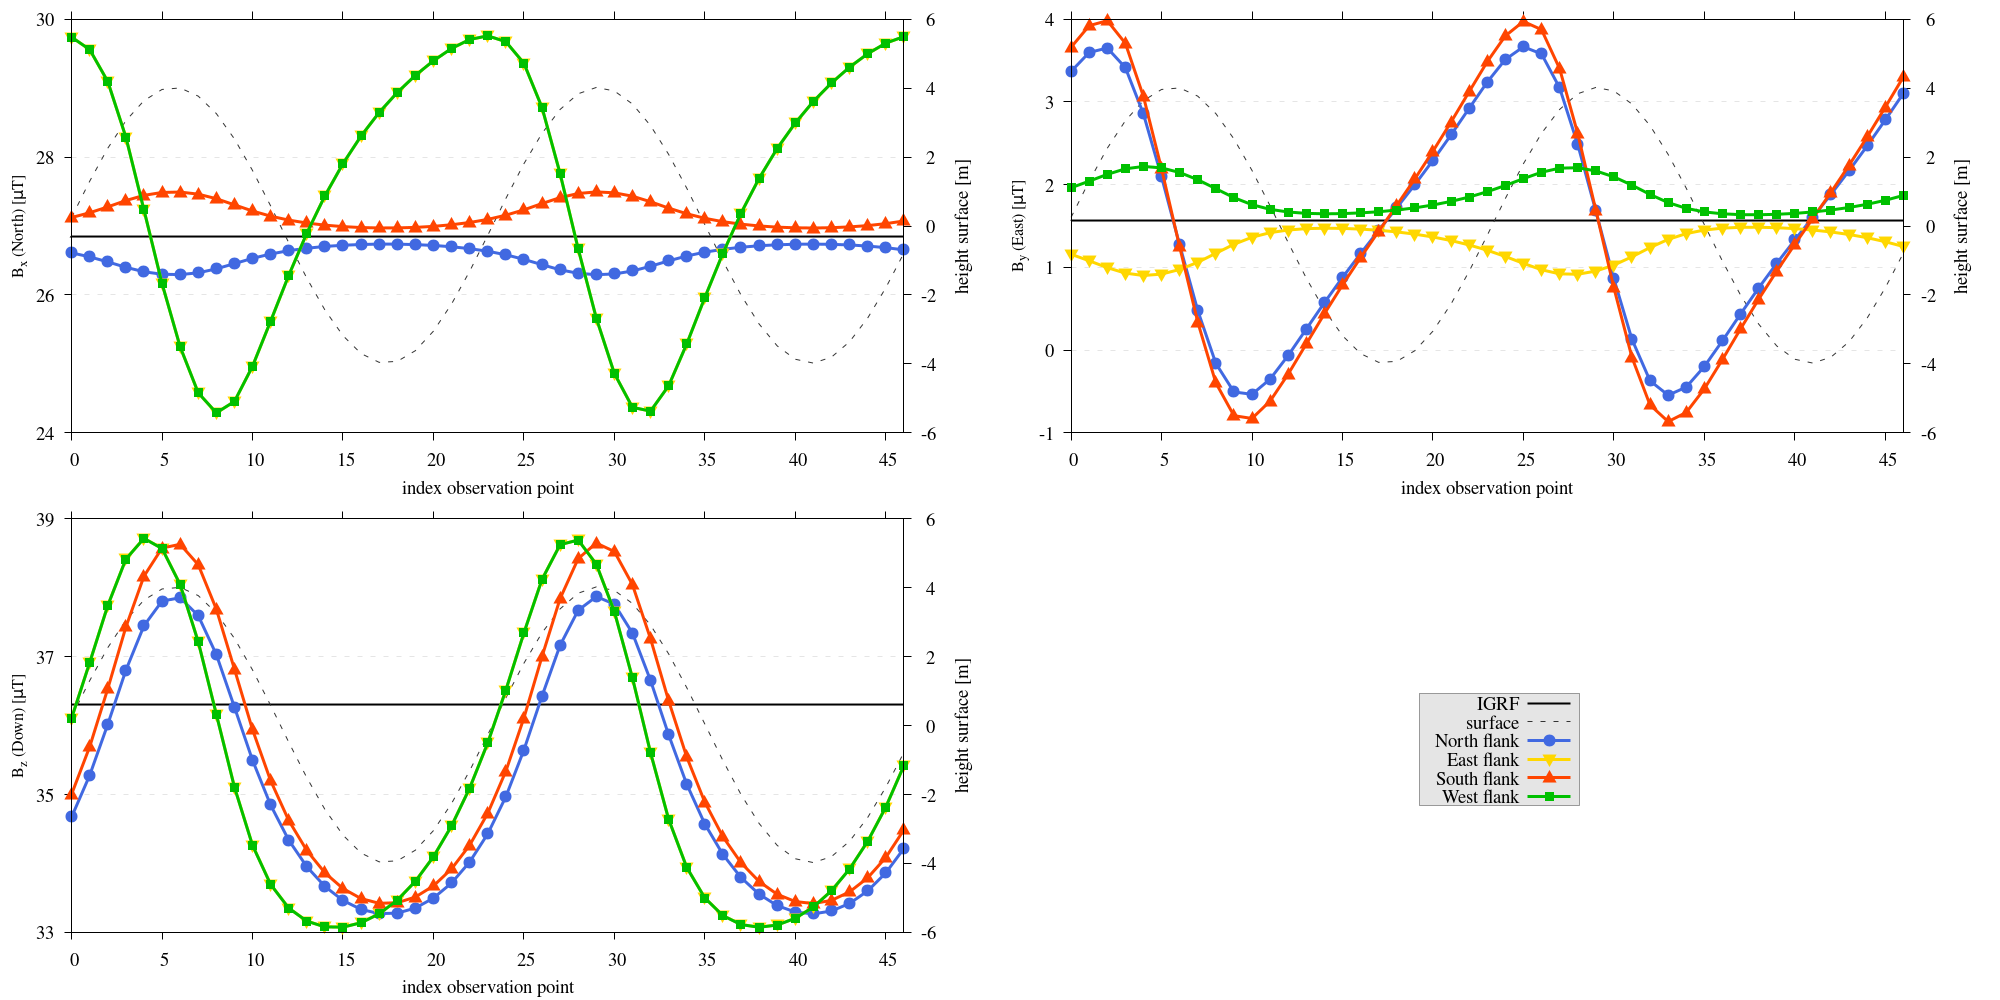 30
28
26
24
B_x (North) [µT]
6
4
2
0
-2
-4
-6
height surface [m]
0 5 10 15 20 25 30 35 40 45
index observation point
4
3
2
1
0
-1
B_y (East) [µT]
6
4
2
0
-2
-4
-6
height surface [m]
0 5 10 15 20 25 30 35 40 45
index observation point
39
37
35
33
B_z (Down) [µT]
6
4
2
0
-2
-4
-6
height surface [m]
0 5 10 15 20 25 30 35 40 45
index observation point
IGRF
surface
North flank
East flank
South flank
West flank